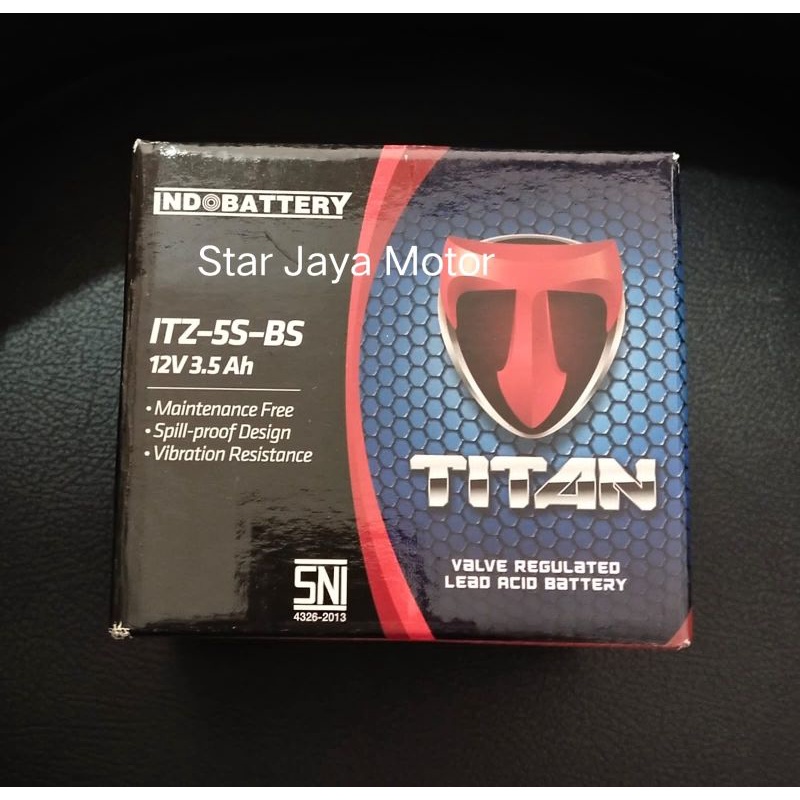 INDOBATTERY
Star Jaya Motor
ITZ-5S-BS
12V 3.5 Ah
• Maintenance Free
• Spill-proof Design
• Vibration Resistance
SNI
4326-2013
TITAN
VALVE REGULATED
LEAD ACID BATTERY